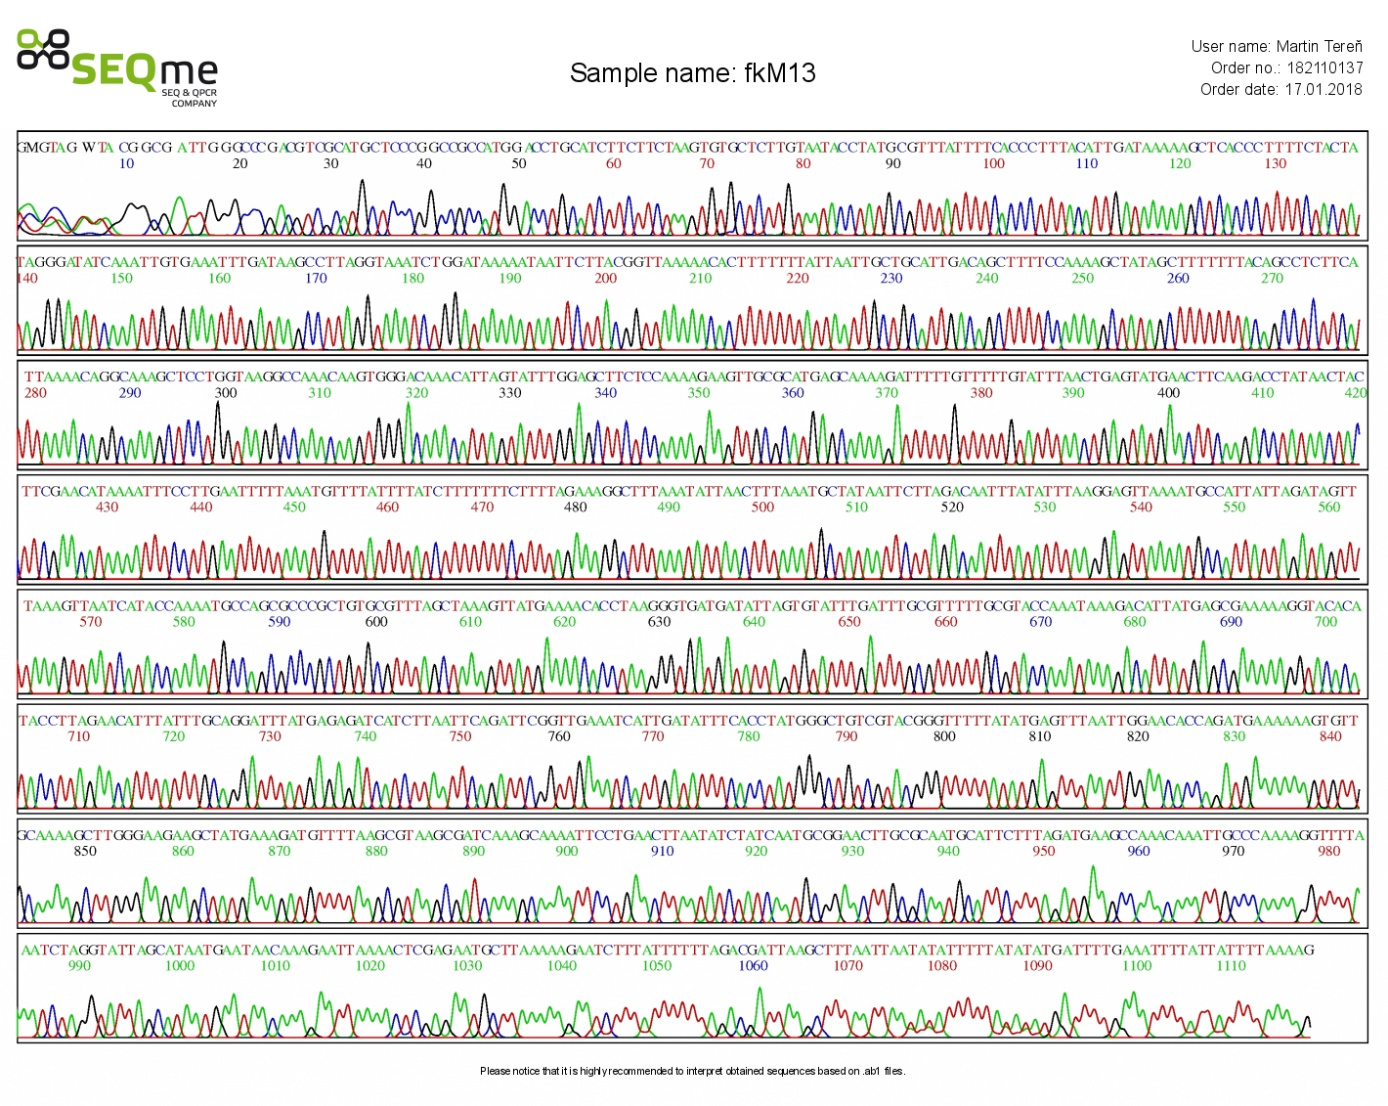 SEQme
SEQ & QPCR
COMPANY
Sample name: fkM13
User name: Martin Tereň
Order no.: 182110137
Order date: 17.01.2018
GMGTAG WTA CGGCG ATTGGGCCCGACGTCGCATGCTCCCGGCCGCCATGGACCTGCATCTTCTTCTAAGTGTGCTCTTGTAATACCTATGCGTTTATTTTCACCCTTTACATTGATAAAAAGCTCACCCTTTTCTACTA
10 20 30 40 50 60 70 80 90 100 110 120 130
TAGGGATATCAAATTGTGAAATTTGATAAGCCTTAGGTAAATCTGGATAAAAATAATTCTTACGGTTAAAAACACTTTTTTTATTAATTGCTGCATTGACAGCTTTTCCAAAAGCTATAGCTTTTTTTACAGCCTCTTCA
140 150 160 170 180 190 200 210 220 230 240 250 260 270
TTAAAACAGGCAAAGCTCCTGGTAAGGCCAAACAAGTGGGACAAACATTAGTATTTGGAGCTTCTCCAAAAGAAGTTGCGCATGAGCAAAAGATTTTTGTTTTTGTATTTAACTGAGTATGAACTTCAAGACCTATAACTAC
280 290 300 310 320 330 340 350 360 370 380 390 400 410 420
TTCGAACATAAAATTTCCTTGAATTTTTAAATGTTTTATTTTATCTTTTTTTCTTTTAGAAAGGCTTTAAATATTAACTTTAAATGCTATAATTCTTAGACAATTTATATTTAAGGAGTTAAAATGCCATTATTAGATAGTT
430 440 450 460 470 480 490 500 510 520 530 540 550 560
TAAAGTTAATCATACCAAAATGCCAGCGCCCGCTGTGCGTTTAGCTAAAGTTATGAAAACACCTAAGGGTGATGATATTAGTGTATTTGATTTGCGTTTTTGCGTACCAAATAAAGACATTATGAGCGAAAAAGGTACACA
570 580 590 600 610 620 630 640 650 660 670 680 690 700
TACCTTAGAACATTTATTTGCAGGATTTATGAGAGATCATCTTAATTCAGATTCGGTTGAAATCATTGATATTTCACCTATGGGCTGTCGTACGGGTTTTTATATGAGTTTAATTGGAACACCAGATGAAAAAAGTGTT
710 720 730 740 750 760 770 780 790 800 810 820 830 840
GCAAAAGCTTGGGAAGAAGCTATGAAAGATGTTTTAAGCGTAAGCGATCAAAGCAAAATTCCTGAACTTAATATCTATCAATGCGGAACTTGCGCAATGCATTCTTTAGATGAAGCCAAACAAATTGCCCAAAAGGTTTTA
850 860 870 880 890 900 910 920 930 940 950 960 970 980
AATCTAGGTATTAGCATAATGAATAACAAAGAATTAAAACTCGAGAATGCTTAAAAAGAATCTTTATTTTTTAGACGATTAAGCTTTAATTAATATATTTTTATATATGATTTTGAAATTTTATTATTTTAAAAG
990 1000 1010 1020 1030 1040 1050 1060 1070 1080 1090 1100 1110
Please notice that it is highly recommended to interpret obtained sequences based on .ab1 files.